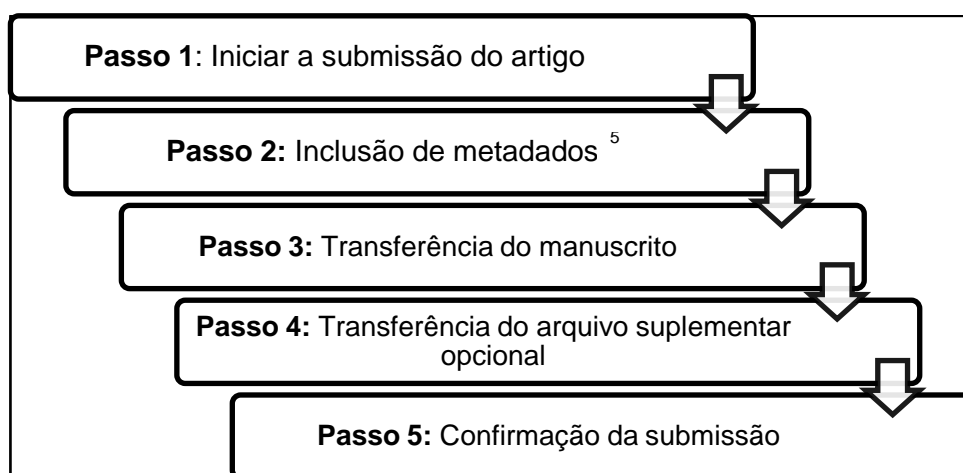 Passo 1: Iniciar a submissão do artigo
Passo 2: Inclusão de metadados 5
Passo 3: Transferência do manuscrito
Passo 4: Transferência do arquivo suplementar
opcional
Passo 5: Confirmação da submissão